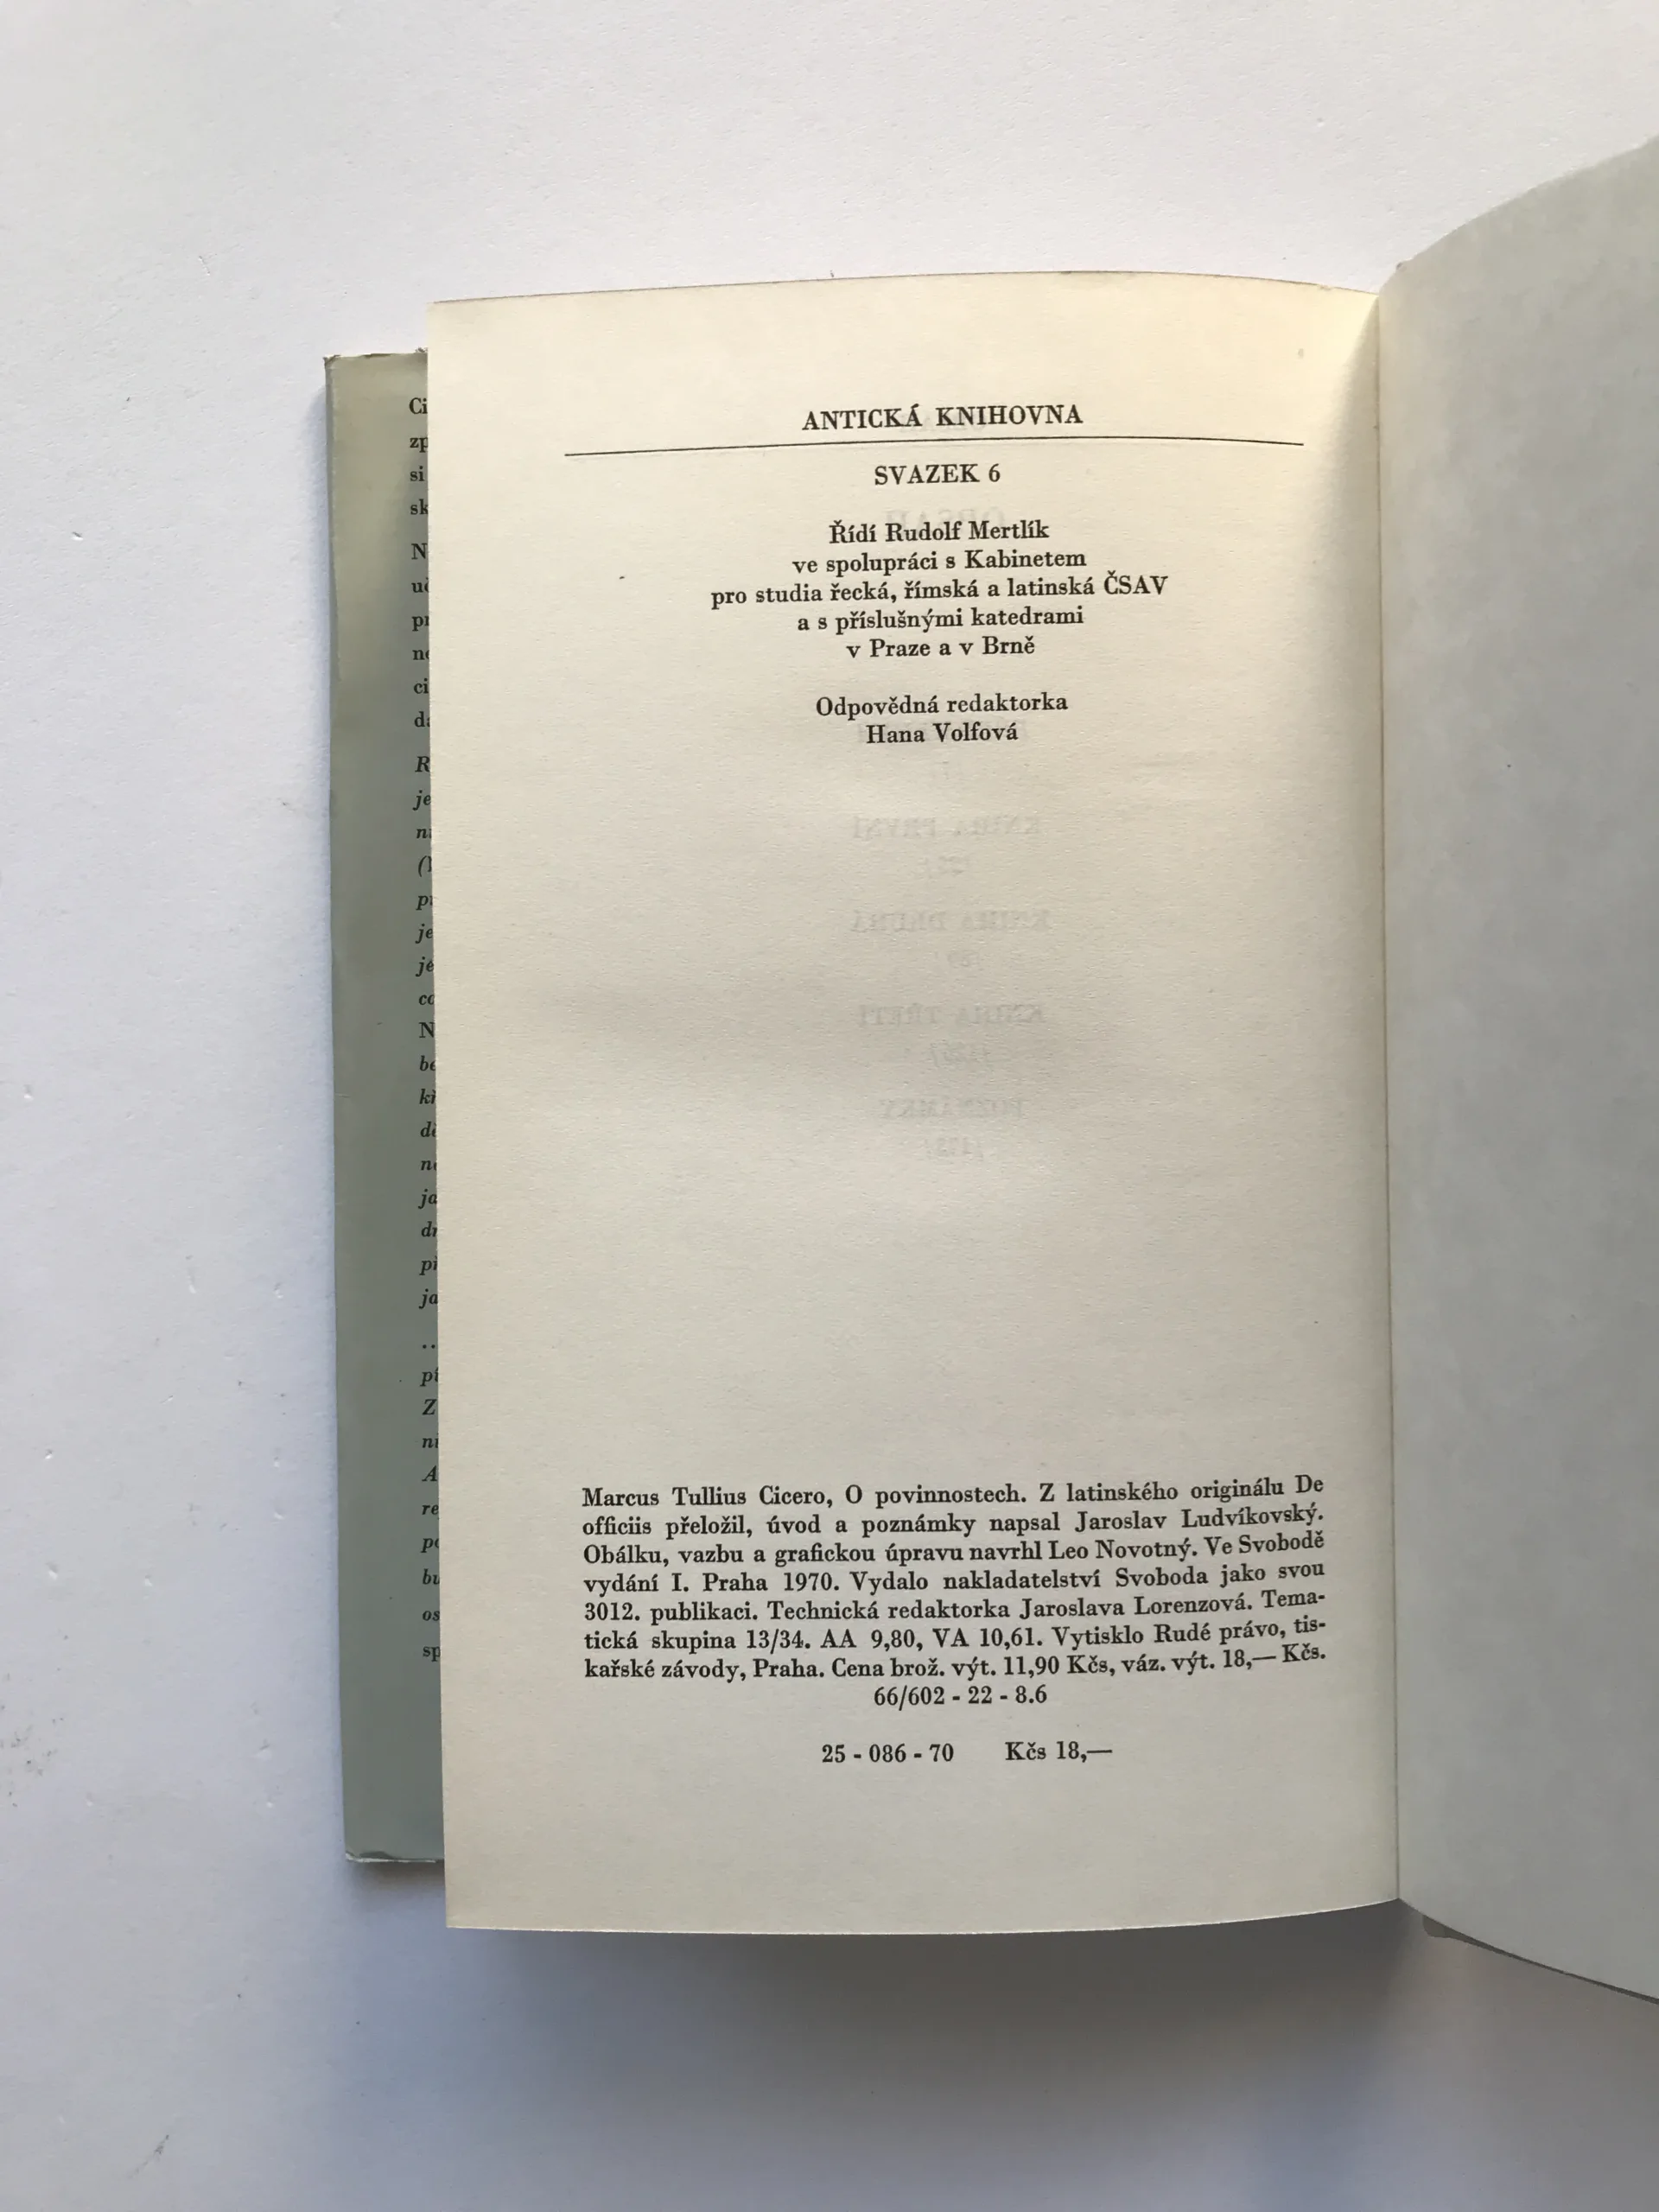 ANTICKÁ KNIHOVNA
SVAZEK 6
Řídí Rudolf Mertlík
ve spolupráci s Kabinetem
pro studia řecká, římská a latinská ČSAV
a s příslušnými katedrami
v Praze a v Brně
Odpovědná redaktorka
Hana Volfová
Marcus Tullius Cicero, O povinnostech. Z latinského originálu De
officiis přeložil, úvod a poznámky napsal Jaroslav Ludvíkovský.
Obálku, vazbu a grafickou úpravu navrhl Leo Novotný. Ve Svobodě
vydání I. Praha 1970. Vydalo nakladatelství Svoboda jako svou
3012. publikaci. Technická redaktorka Jaroslava Lorenzová. Tema-
tická skupina 13/34. AA 9,80, VA 10,61. Vytisklo Rudé právo, tis-
kařské závody, Praha. Cena brož. výt. 11,90 Kčs, váz. výt. 18,— Kčs.
66/602 - 22 - 8.6
25 - 086 - 70 Kčs 18,—